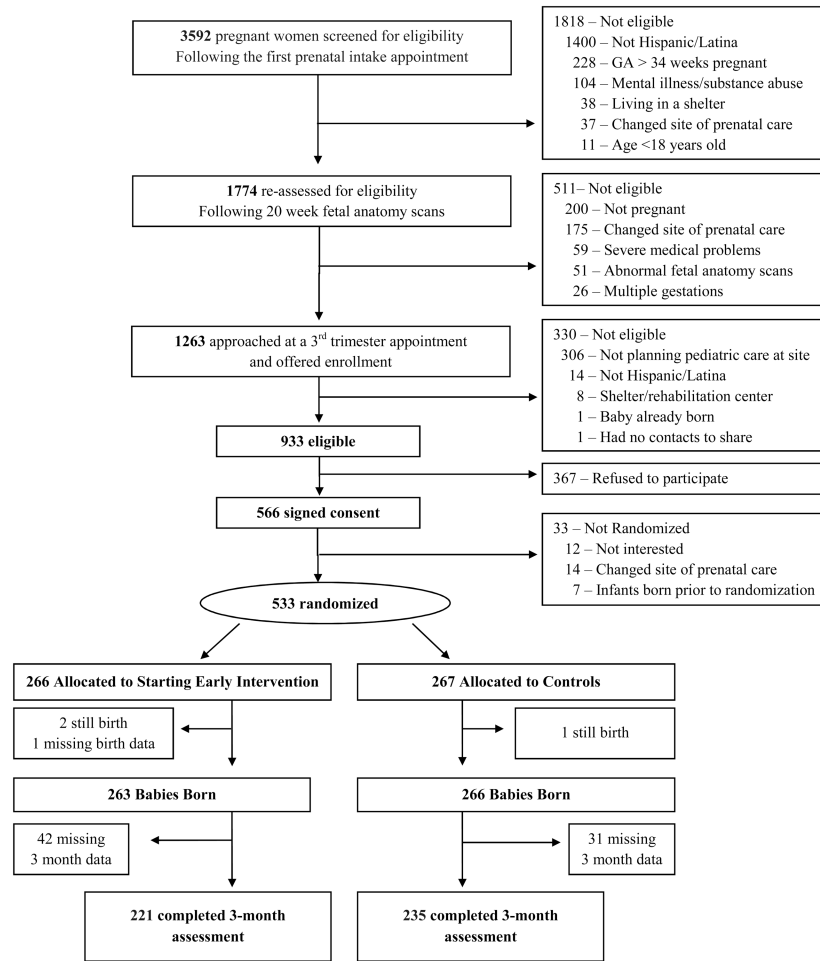 3592 pregnant women screened for eligibility
Following the first prenatal intake appointment
1818 – Not eligible
1400 – Not Hispanic/Latina
228 – GA > 34 weeks pregnant
104 – Mental illness/substance abuse
38 – Living in a shelter
37 – Changed site of prenatal care
11 – Age <18 years old
1774 re-assessed for eligibility
Following 20 week fetal anatomy scans
511– Not eligible
200 – Not pregnant
175 – Changed site of prenatal care
59 – Severe medical problems
51 – Abnormal fetal anatomy scans
26 – Multiple gestations
1263 approached at a 3rd trimester appointment
and offered enrollment
330 – Not eligible
306 – Not planning pediatric care at site
14 – Not Hispanic/Latina
8 – Shelter/rehabilitation center
1 – Baby already born
1 – Had no contacts to share
933 eligible
367 – Refused to participate
566 signed consent
33 – Not Randomized
12 – Not interested
14 – Changed site of prenatal care
7 – Infants born prior to randomization
533 randomized
266 Allocated to Starting Early Intervention
267 Allocated to Controls
2 still birth
1 missing birth data
1 still birth
263 Babies Born
266 Babies Born
42 missing
3 month data
31 missing
3 month data
221 completed 3-month
assessment
235 completed 3-month
assessment